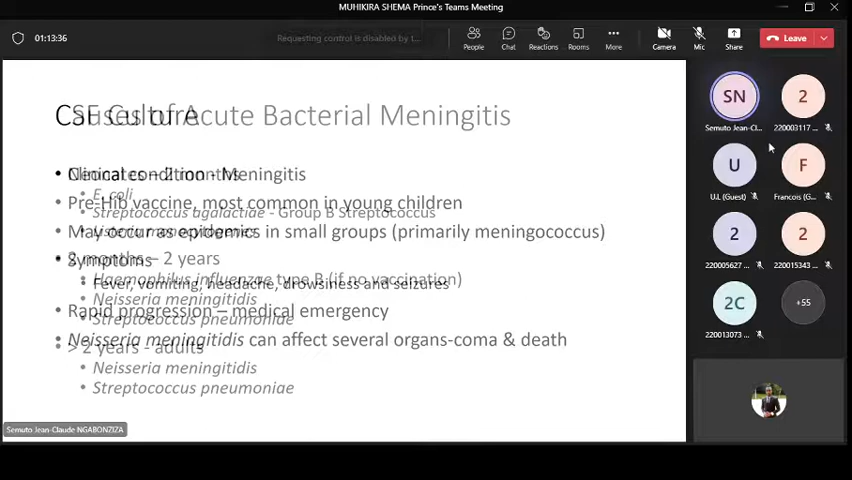 MUHIKIRA SHEMA Prince's Teams Meeting
01:13:36
Requesting control is disabled by t...
People
Chat
Reactions
Rooms
More
Camera
Mic
Share
Leave
CSF Culture
Causes of Acute Bacterial Meningitis
• Clinical condition - Meningitis
• Neonates – 2 months
• E. coli
• Pre-Hib vaccine, most common in young children
• Streptococcus agalactiae - Group B Streptococcus
• May occur as epidemics in small groups (primarily meningococcus)
• Listeria monocytogenes
• 2 months – 2 years
• Symptoms
• Haemophilus influenzae type B (if no vaccination)
• Fever, vomiting, headache, drowsiness and seizures
• Neisseria meningitidis
• Rapid progression – medical emergency
• Streptococcus pneumoniae
• Neisseria meningitidis can affect several organs-coma & death
• > 2 years - adults
• Neisseria meningitidis
• Streptococcus pneumoniae
Semuto Jean-Claude NGABONZIZA
SN
2
Semuto Jean-Cl...
220003117 ...
U
F
U.L (Guest)
Francois (G...
2
2
220005627 ...
220015343 ...
2C
+55
220013073 ...